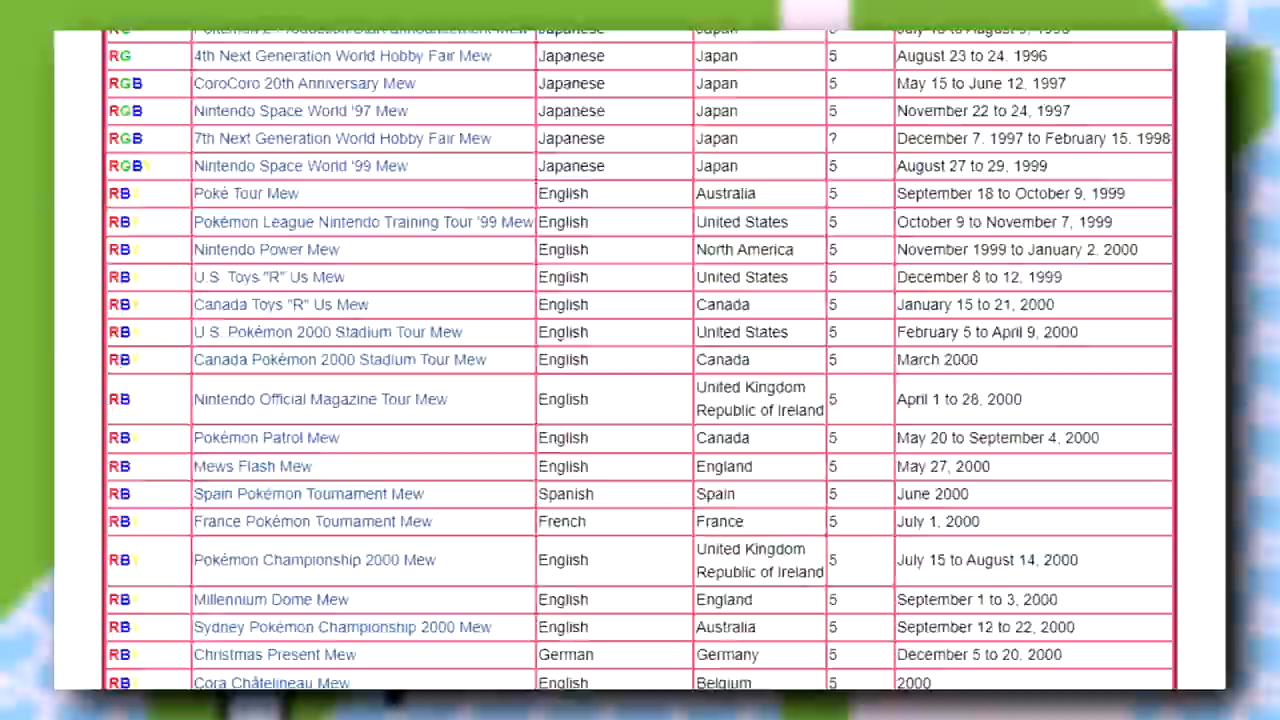 RG 4th Next Generation World Hobby Fair Mew Japanese Japan 5 August 23 to 24, 1996
RGB CoroCoro 20th Anniversary Mew Japanese Japan 5 May 15 to June 12, 1997
RGB Nintendo Space World '97 Mew Japanese Japan 5 November 22 to 24, 1997
RGB 7th Next Generation World Hobby Fair Mew Japanese Japan ? December 7, 1997 to February 15, 1998
RGBY Nintendo Space World '99 Mew Japanese Japan 5 August 27 to 29, 1999
RBY Poké Tour Mew English Australia 5 September 18 to October 9, 1999
RBY Pokémon League Nintendo Training Tour '99 Mew English United States 5 October 9 to November 7, 1999
RBY Nintendo Power Mew English North America 5 November 1999 to January 2, 2000
RBY U.S. Toys "R" Us Mew English United States 5 December 8 to 12, 1999
RBY Canada Toys "R" Us Mew English Canada 5 January 15 to 21, 2000
RBY U.S. Pokémon 2000 Stadium Tour Mew English United States 5 February 5 to April 9, 2000
RBY Canada Pokémon 2000 Stadium Tour Mew English Canada 5 March 2000
RB Nintendo Official Magazine Tour Mew English United Kingdom
Republic of Ireland 5 April 1 to 28, 2000
RBY Pokémon Patrol Mew English Canada 5 May 20 to September 4, 2000
RB Mews Flash Mew English England 5 May 27, 2000
RB Spain Pokémon Tournament Mew Spanish Spain 5 June 2000
RBY France Pokémon Tournament Mew French France 5 July 1, 2000
RBY Pokémon Championship 2000 Mew English United Kingdom
Republic of Ireland 5 July 15 to August 14, 2000
RBY Millennium Dome Mew English England 5 September 1 to 3, 2000
RBY Sydney Pokémon Championship 2000 Mew English Australia 5 September 12 to 22, 2000
RBY Christmas Present Mew German Germany 5 December 5 to 20, 2000
RBY Cora Châtelineau Mew English Belgium 5 2000